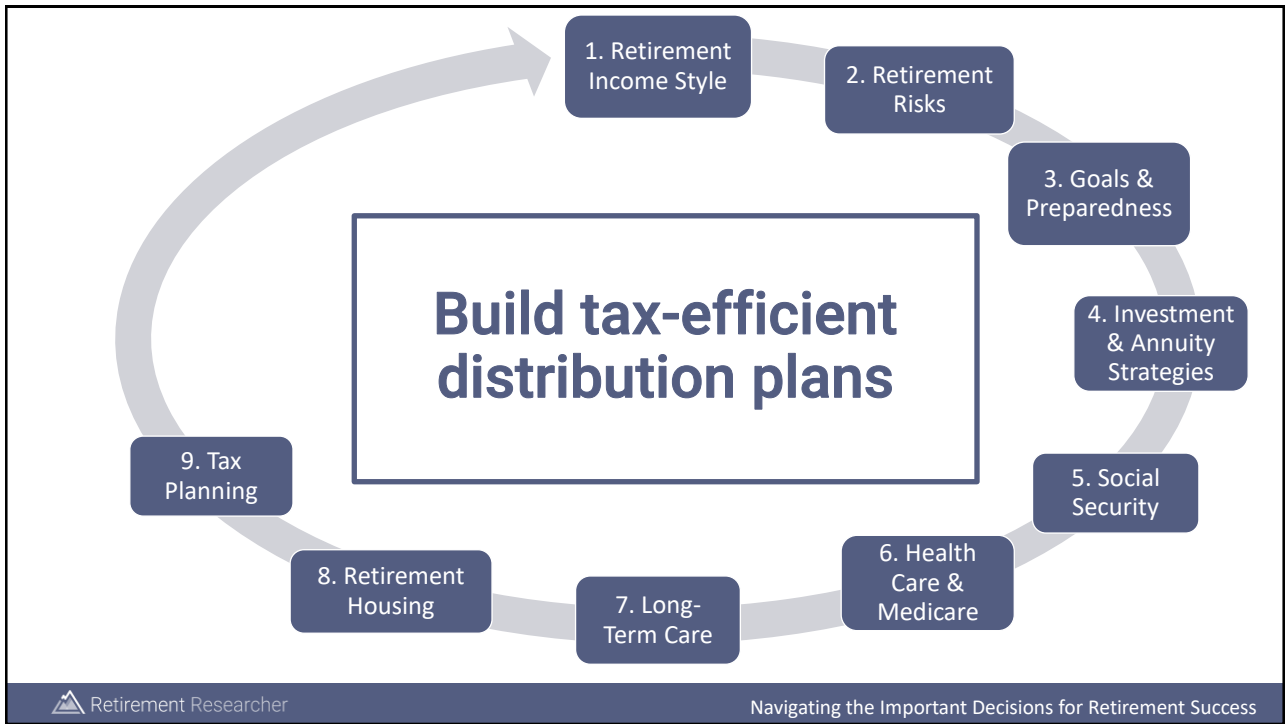 1. Retirement
Income Style
2. Retirement
Risks
3. Goals &
Preparedness
4. Investment
& Annuity
Strategies
5. Social
Security
6. Health
Care &
Medicare
7. Long-
Term Care
8. Retirement
Housing
9. Tax
Planning
Build tax-efficient
distribution plans
Retirement Researcher
Navigating the Important Decisions for Retirement Success